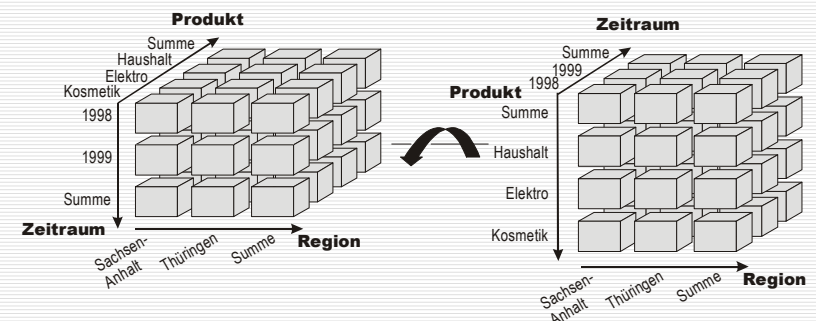 Produkt
Summe
Haushalt
Elektro
Kosmetik
1998
1999
Summe
Zeitraum
Sachsen-
Anhalt
Thüringen
Summe
Region
Zeitraum
Summe
1999
1998
Produkt
Summe
Haushalt
Elektro
Kosmetik
Sachsen-
Anhalt
Thüringen
Summe
Region